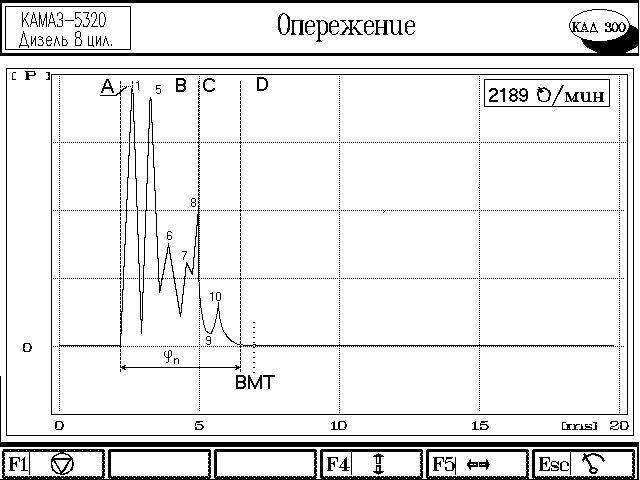 КАМАЗ-5320
Дизель 8 цил.
Опережение
КАД 300
[ P ]
A 1 5 B C D
2189 /мин
8
6
7
10
9
0
φп
ВМТ
0 5 10 15 [ms] 20
F1 F4 F5 Esc